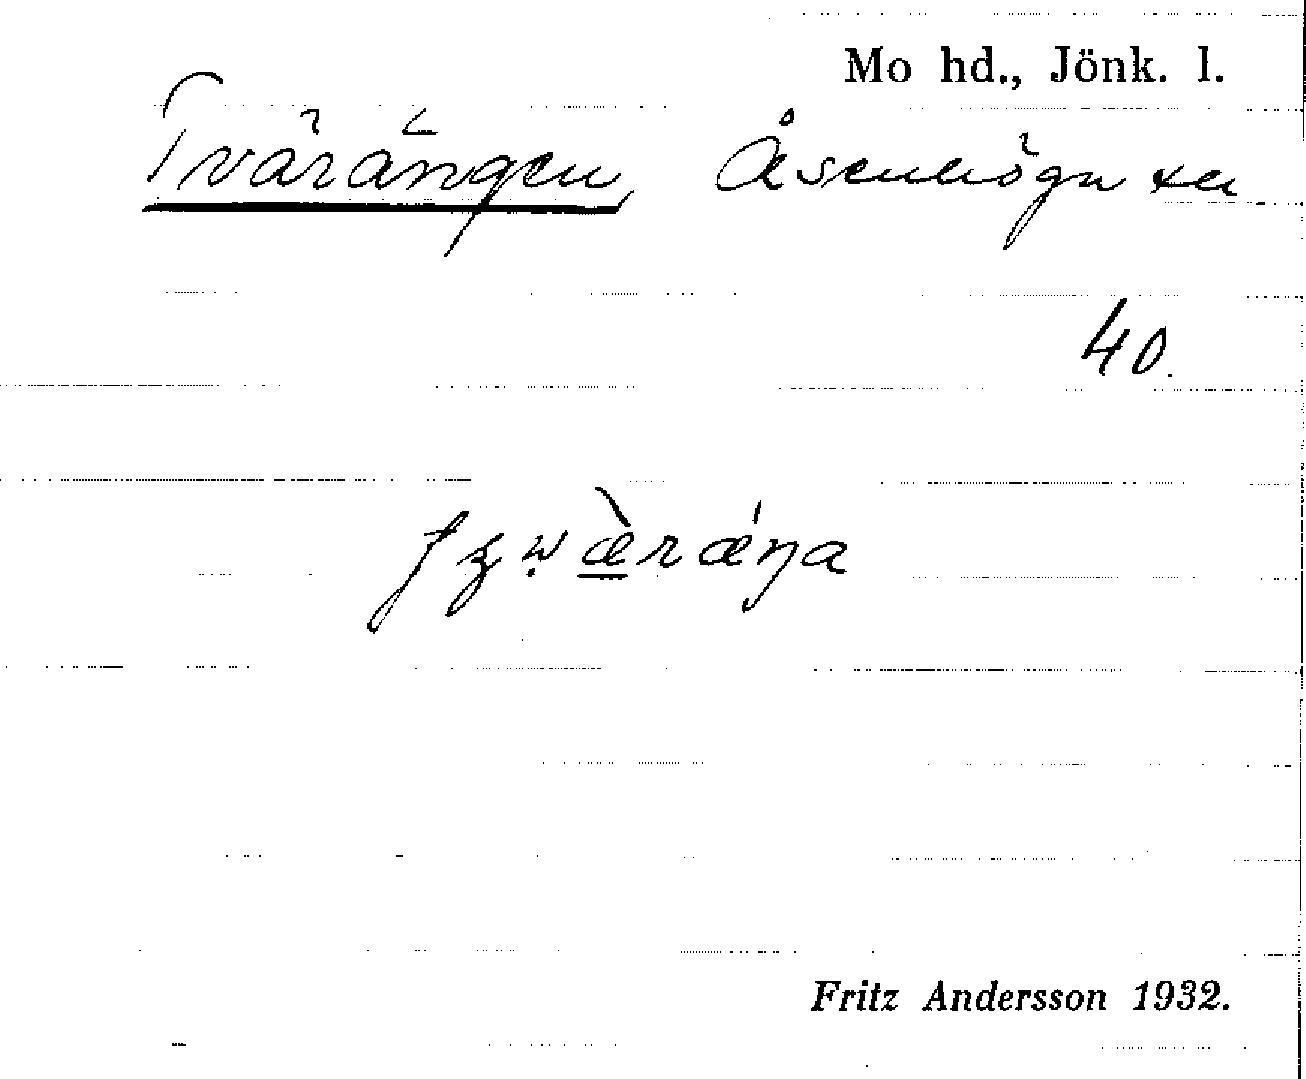 Mo hd., Jönk. l.
Tvärängen, Åsenhöga sn
40.
Fritz Andersson 1932.